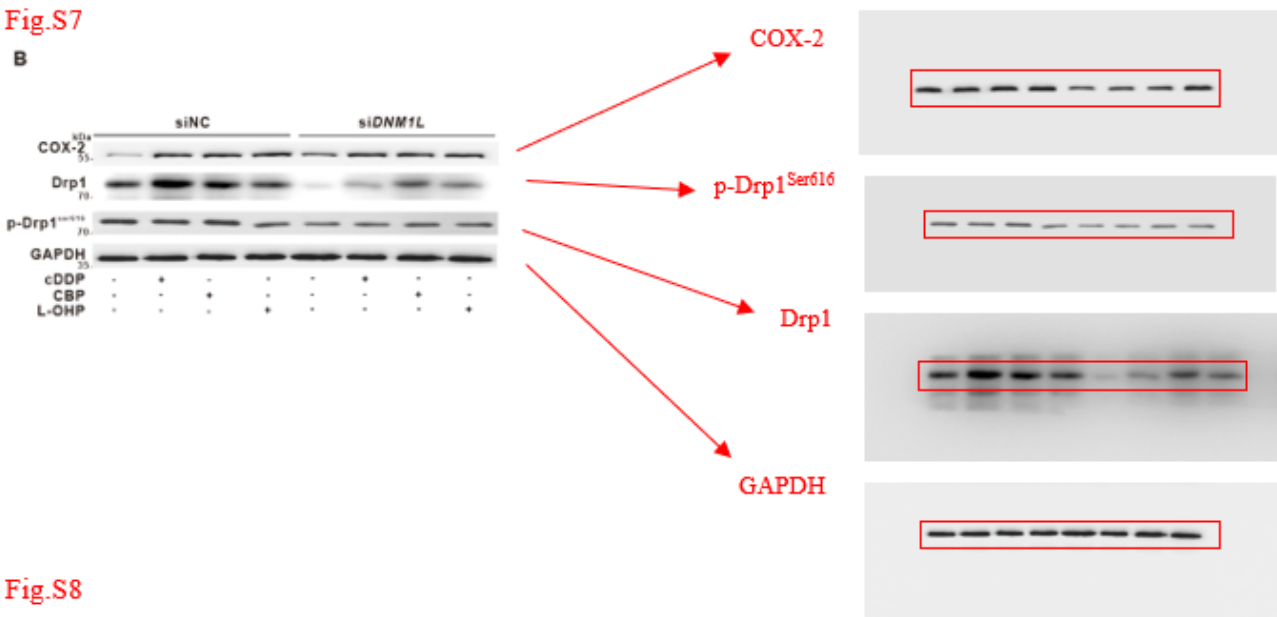 Fig.S7
B
siNC siDNM1L
kDa
COX-2
55-
Drp1
70-
p-Drp1ser616
70-
GAPDH
35-
cDDP - + - - - + - -
CBP - - + - - - + -
L-OHP - - - + - - - +
COX-2
p-Drp1Ser616
Drp1
GAPDH
Fig.S8